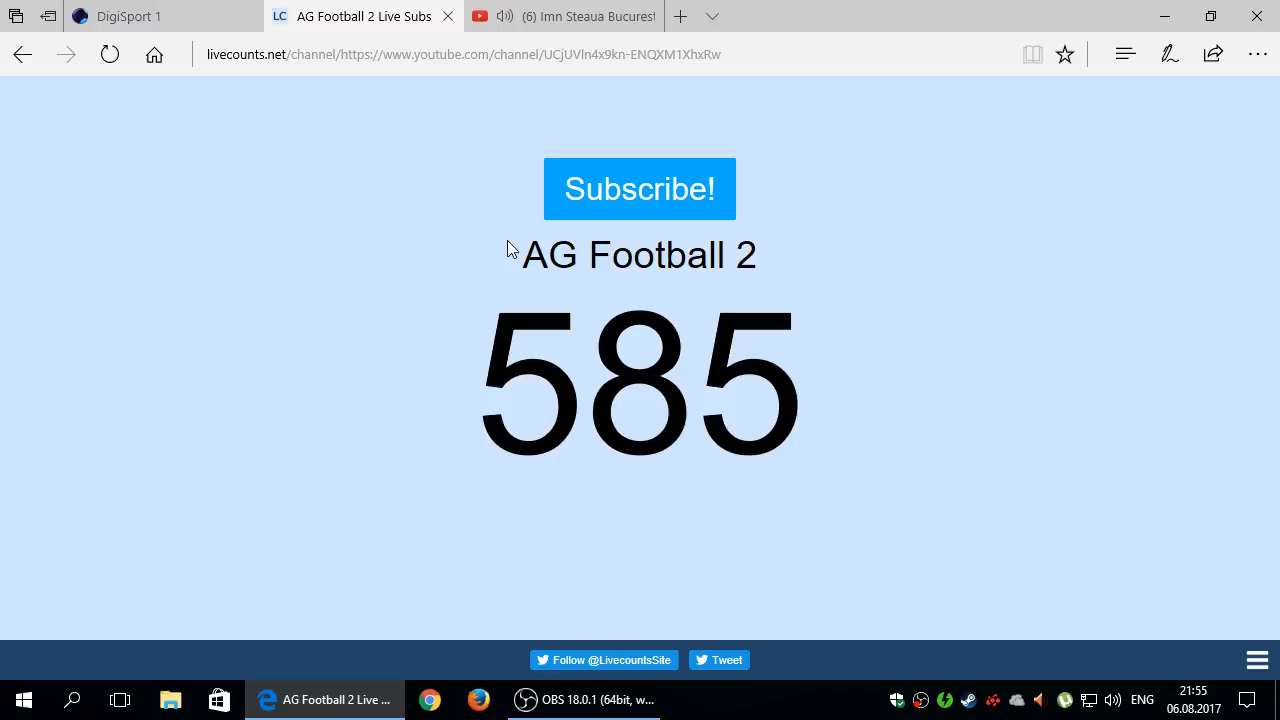 DigiSport 1
LC AG Football 2 Live Subs
(6) Imn Steaua Bucurest
livecounts.net/channel/https://www.youtube.com/channel/UCjUVln4x9kn-ENQXM1XhxRw
Subscribe!
AG Football 2
585
Follow @LivecountsSite
Tweet
AG Football 2 Live ...
OBS 18.0.1 (64bit, w...
ENG
21:55
06.08.2017